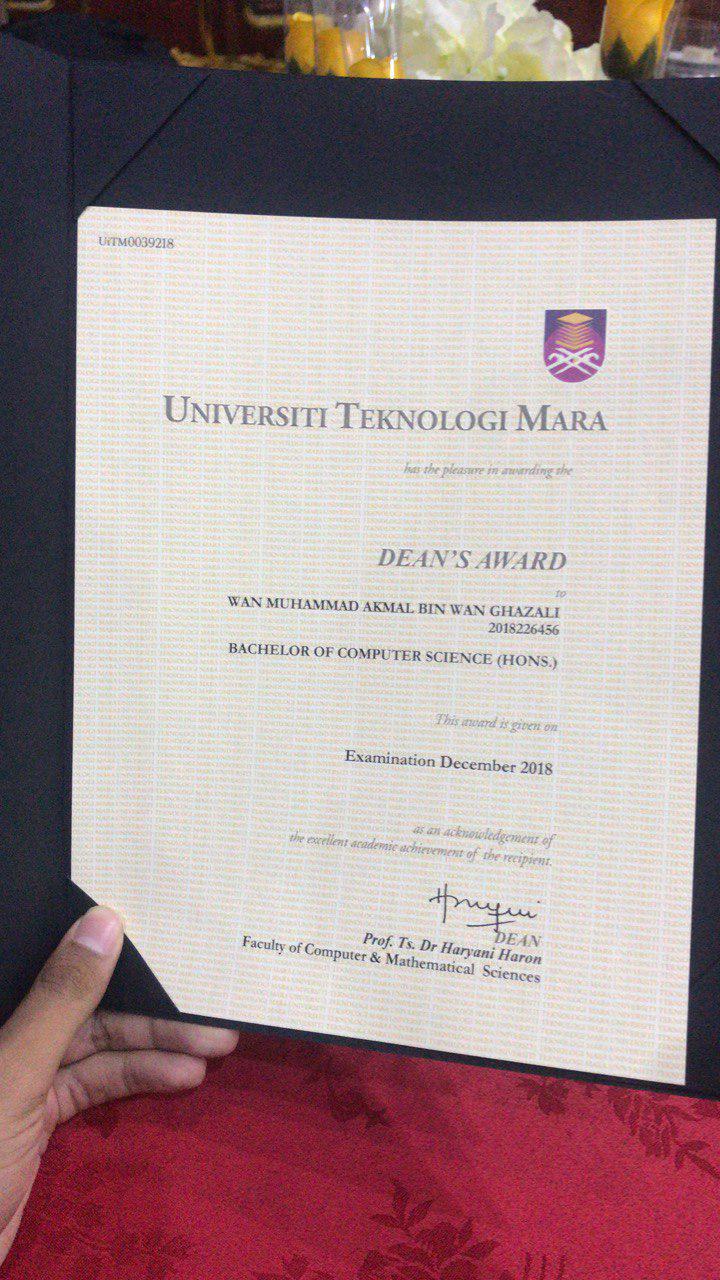 UiTM0039218
UNIVERSITI TEKNOLOGI MARA
has the pleasure in awarding the
DEAN'S AWARD
to
WAN MUHAMMAD AKMAL BIN WAN GHAZALI
2018226456
BACHELOR OF COMPUTER SCIENCE (HONS.)
This award is given on
Examination December 2018
as an acknowledgement of
the excellent academic achievement of the recipient.
DEAN
Prof. Ts. Dr Haryani Haron
Faculty of Computer & Mathematical Sciences